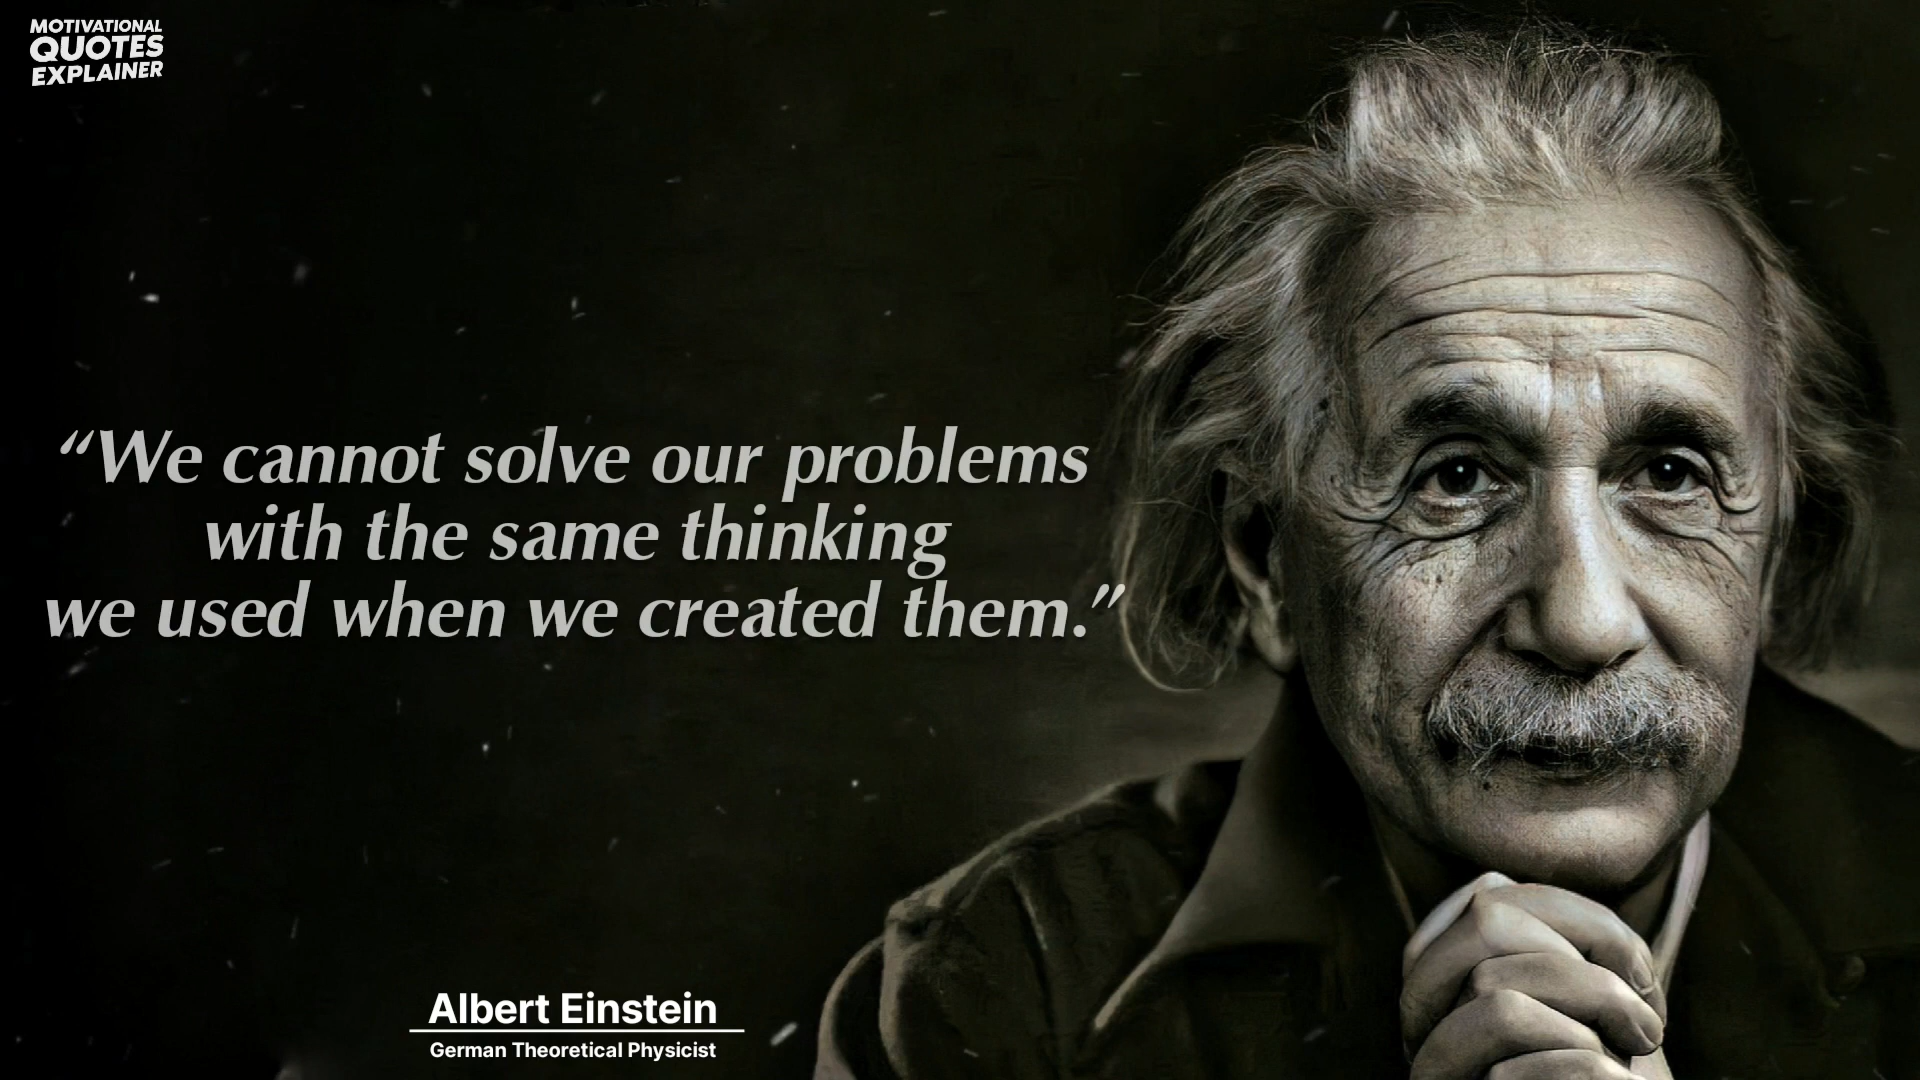 MOTIVATIONAL
QUOTES
EXPLAINER
“We cannot solve our problems
with the same thinking
we used when we created them.”
Albert Einstein
German Theoretical Physicist